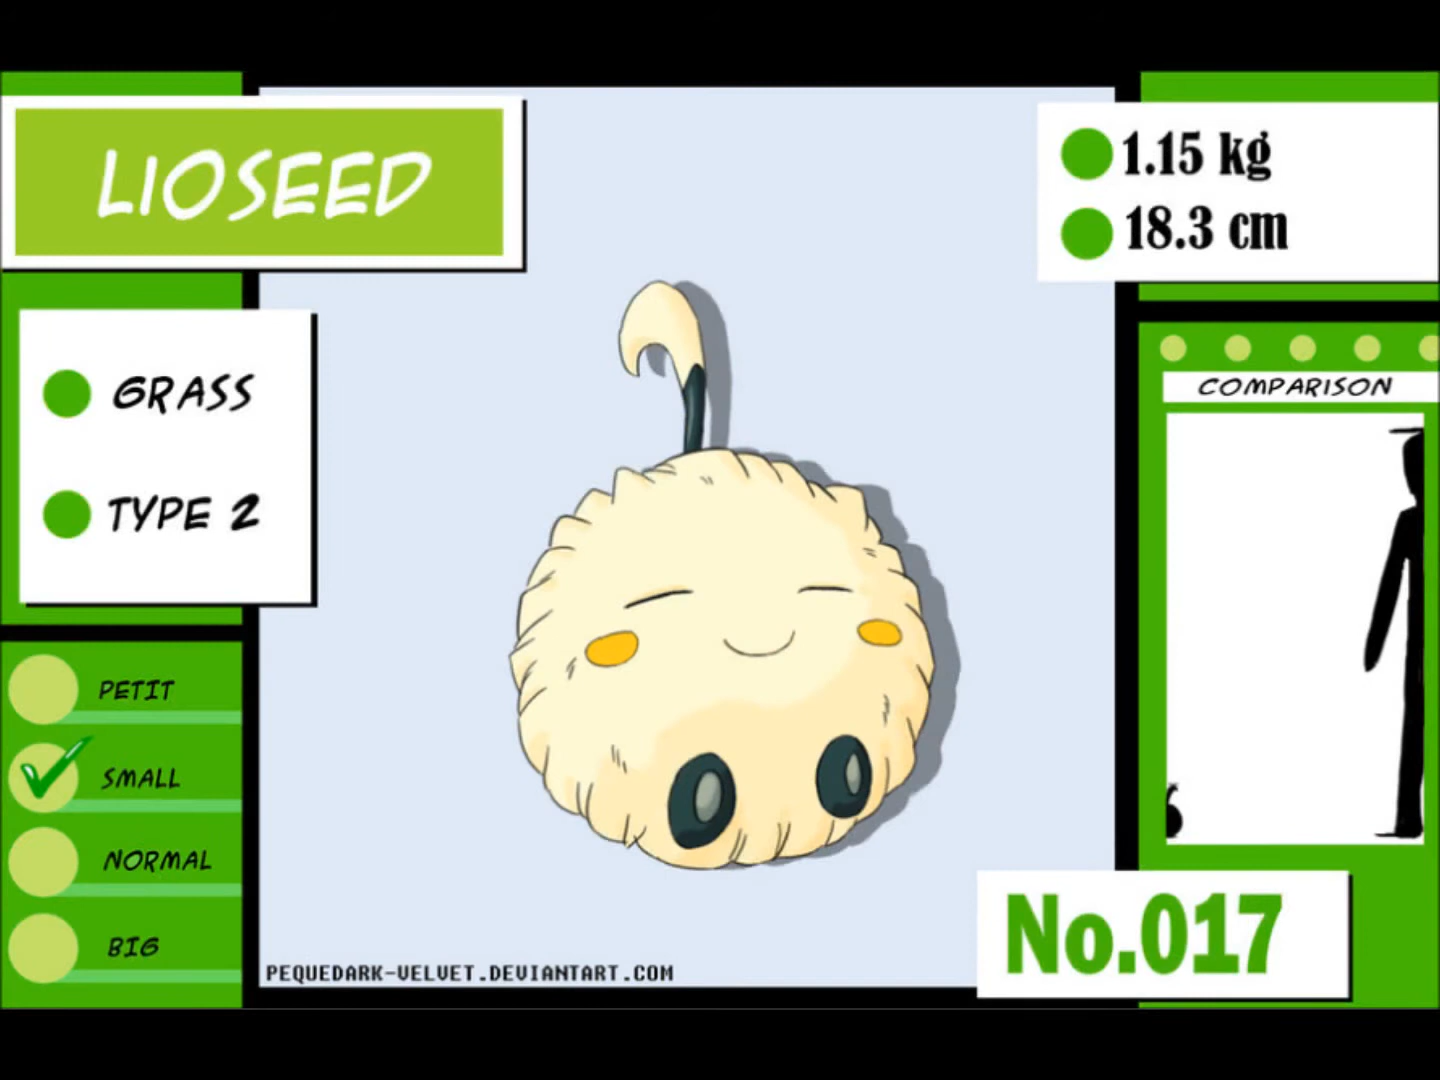 LIOSEED
1.15 kg
18.3 cm
GRASS
TYPE 2
COMPARISON
PETIT
SMALL
NORMAL
BIG
No.017
PEQUEDARK-VELVET.DEVIANTART.COM